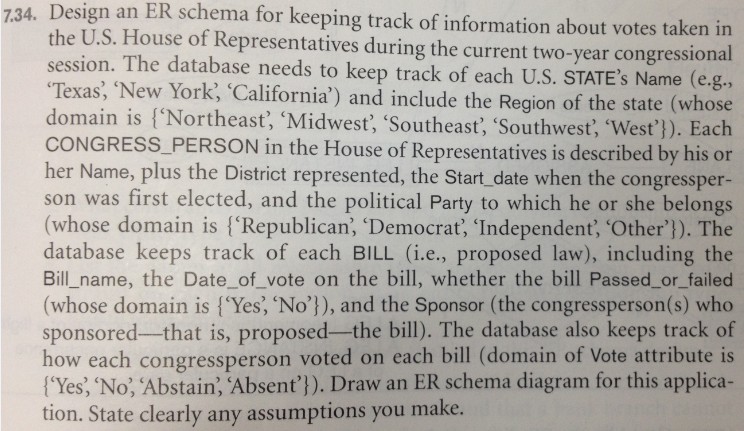 7.34. Design an ER schema for keeping track of information about votes taken in
the U.S. House of Representatives during the current two-year congressional
session. The database needs to keep track of each U.S. STATE's Name (e.g.,
'Texas', 'New York', 'California') and include the Region of the state (whose
domain is {'Northeast', 'Midwest', 'Southeast', 'Southwest', 'West'}). Each
CONGRESS_PERSON in the House of Representatives is described by his or
her Name, plus the District represented, the Start_date when the congressper-
son was first elected, and the political Party to which he or she belongs
(whose domain is {'Republican', 'Democrat', 'Independent', 'Other'}). The
database keeps track of each BILL (i.e., proposed law), including the
Bill_name, the Date_of_vote on the bill, whether the bill Passed_or_failed
(whose domain is {'Yes', 'No'}), and the Sponsor (the congressperson(s) who
sponsored—that is, proposed—the bill). The database also keeps track of
how each congressperson voted on each bill (domain of Vote attribute is
{'Yes', 'No', 'Abstain', 'Absent'}). Draw an ER schema diagram for this applica-
tion. State clearly any assumptions you make.